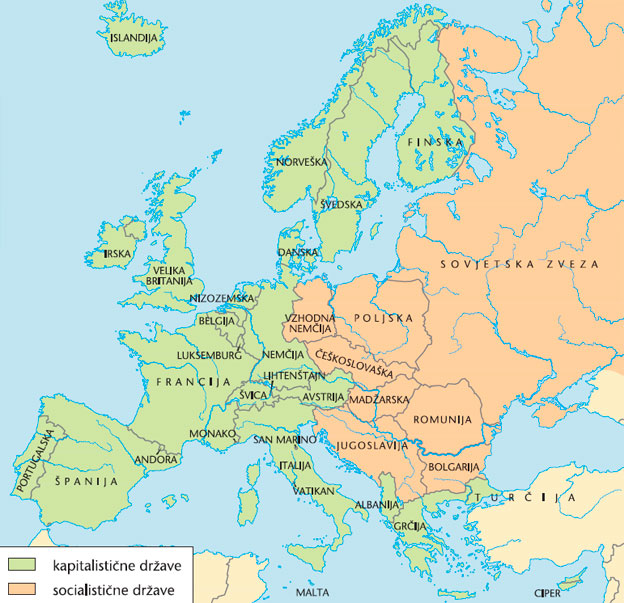 ISLANDIJA
FINSKA
NORVEŠKA
ŠVEDSKA
IRSKA
DANSKA
SOVJETSKA ZVEZA
VELIKA
BRITANIJA
NIZOZEMSKA
BELGIJA
VZHODNA
NEMČIJA
POLJSKA
LUKSEMBURG
NEMČIJA
ČEŠKOSLOVAŠKA
LIHTENŠTAJN
FRANCIJA
ŠVICA
AVSTRIJA
MADŽARSKA
ROMUNIJA
MONAKO
SAN MARINO
JUGOSLAVIJA
PORTUGALSKA
ANDORA
ITALIJA
BOLGARIJA
ŠPANIJA
VATIKAN
ALBANIJA
TURČIJA
GRČIJA
kapitalistične države
socialistične države
MALTA
CIPER